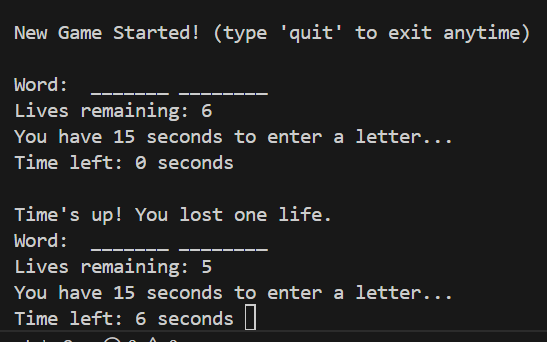 New Game Started! (type 'quit' to exit anytime)
Word:  _______ ________
Lives remaining: 6
You have 15 seconds to enter a letter...
Time left: 0 seconds
Time's up! You lost one life.
Word:  _______ ________
Lives remaining: 5
You have 15 seconds to enter a letter...
Time left: 6 seconds